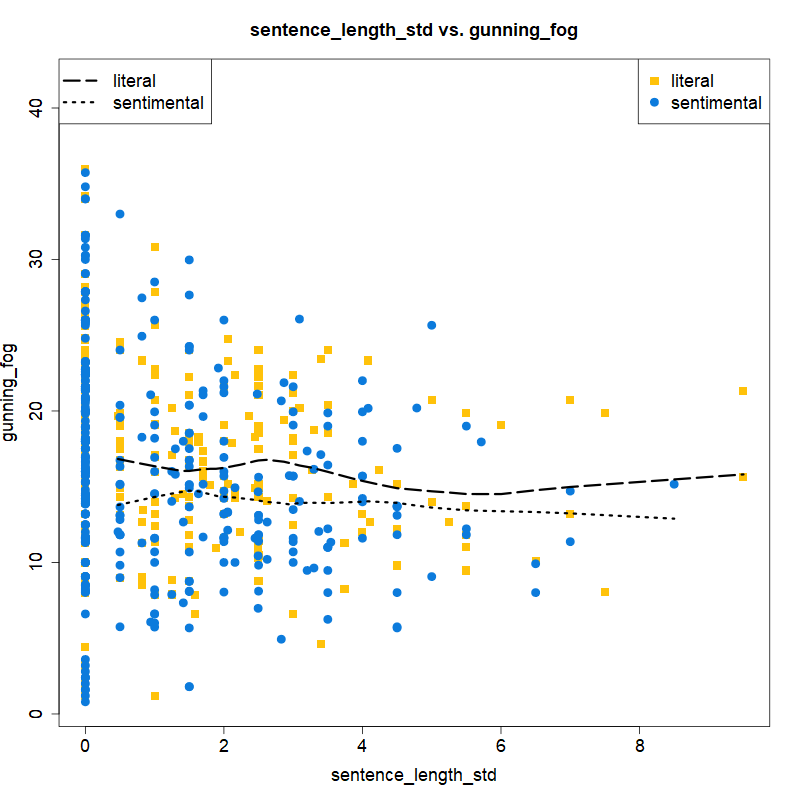 sentence_length_std vs. gunning_fog
literal
sentimental
literal
sentimental
gunning_fog
40
30
20
10
0
0 2 4 6 8
sentence_length_std